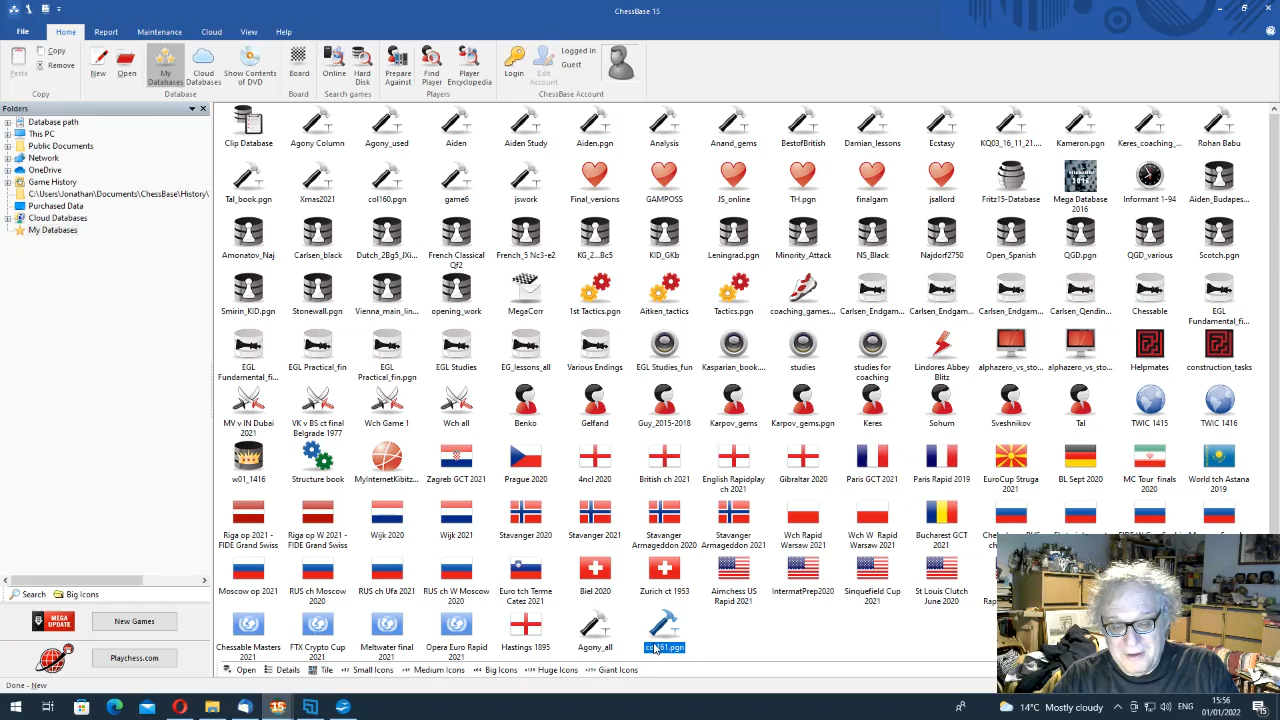 ChessBase 15
File
Home
Report
Maintenance
Cloud
View
Help
Paste
Copy
Remove
Copy
New
Open
My
Databases
Cloud
Databases
Show Contents
of DVD
Database
Board
Board
Online
Hard
Disk
Search games
Prepare
Against
Find
Player
Player
Encyclopedia
Players
Login
Edit
Account
Logged in
Guest
ChessBase Account
Folders
Database path
This PC
Public Documents
Network
OneDrive
Game History
C:\Users\Jonathan\Documents\ChessBase\History\
Purchased Data
Cloud Databases
My Databases
Search
Big Icons
MEGA
UPDATE
New Games
Playchess.com
Clip Database
Agony Column
Agony_used
Aiden
Aiden Study
Aiden.pgn
Analysis
Anand_gems
BestofBritish
Damian_lessons
Ecstasy
KQ03_16_11_21....
Kameron.pgn
Keres_coaching_...
Rohan Babu
Tal_book.pgn
Xmas2021
col160.pgn
game6
jswork
Final_versions
GAMPOSS
JS_online
TH.pgn
finalgam
jsallord
Fritz15-Database
Mega Database
2016
Informant 1-94
Aiden_Budapes...
Amonatov_Naj
Carlsen_black
Dutch_2Bg5_JXi...
French Classical
Qf2
French_5 Nc3-e2
KG_2...Bc5
KID_GKb
Leningrad.pgn
Minority_Attack
NS_Black
Najdorf2750
Open_Spanish
QGD.pgn
QGD_various
Scotch.pgn
Smirin_KID.pgn
Stonewall.pgn
Vienna_main_lin...
opening_work
MegaCorr
1st Tactics.pgn
Aitken_tactics
Tactics.pgn
coaching_games...
Carlsen_Endgam...
Carlsen_Endgam...
Carlsen_Endgam...
Carlsen_Qendin...
Chessable
EGL
Fundamental_fi...
EGL
Fundamental_fi...
EGL Practical_fin
EGL
Practical_fin.pgn
EGL Studies
EG_lessons_all
Various Endings
EGL Studies_fun
Kasparian_book....
studies
studies for
coaching
Lindores Abbey
Blitz
alphazero_vs_sto...
alphazero_vs_sto...
Helpmates
construction_tasks
MV v IN Dubai
2021
VK v BS ct final
Belgrade 1977
Wch Game 1
Wch all
Benko
Gelfand
Guy_2015-2018
Karpov_gems
Karpov_gems.pgn
Keres
Sohum
Sveshnikov
Tal
TWIC 1415
TWIC 1416
w01_1416
Structure book
MyInternetKibitz...
Zagreb GCT 2021
Prague 2020
4ncl 2020
British ch 2021
English Rapidplay
ch 2021
Gibraltar 2020
Paris GCT 2021
Paris Rapid 2019
EuroCup Struga
2021
BL Sept 2020
MC Tour finals
2020
World tch Astana
2019
Riga op 2021 -
FIDE Grand Swiss
Riga op W 2021 -
FIDE Grand Swiss
Wijk 2020
Wijk 2021
Stavanger 2020
Stavanger 2021
Stavanger
Armageddon 2020
Stavanger
Armageddon 2021
Wch Rapid
Warsaw 2021
Wch W Rapid
Warsaw 2021
Bucharest GCT
2021
Moscow op 2021
RUS ch Moscow
2020
RUS ch Ufa 2021
RUS ch W Moscow
2020
Euro tch Terme
Catez 2021
Biel 2020
Zurich ct 1953
Aimchess US
Rapid 2021
IntermatPrep2020
Sinquefield Cup
2021
St Louis Clutch
June 2020
Chessable Masters
2021
FTX Crypto Cup
2021
Meltwater final
2021
Opera Euro Rapid
2021
Hastings 1895
Agony_all
Open
Details
Tile
Small Icons
Medium Icons
Big Icons
Huge Icons
Giant Icons
Done - New
14°C Mostly cloudy
ENG
15:56
01/01/2022